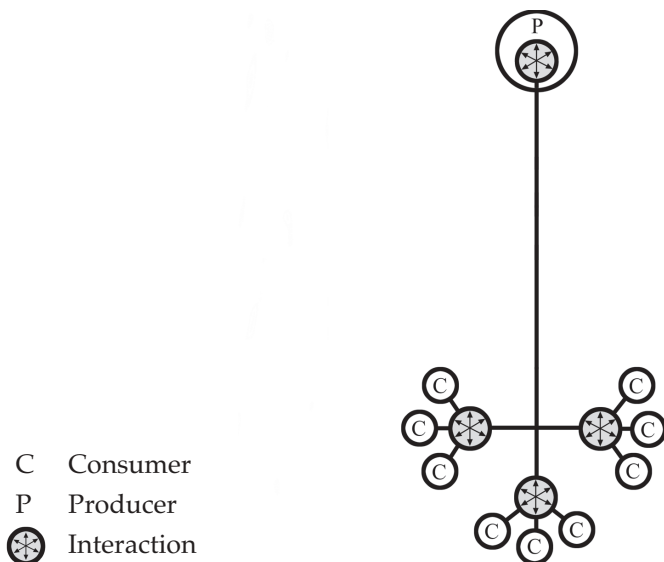 P
C C
C C
C C
C C C
C Consumer
P Producer
Interaction